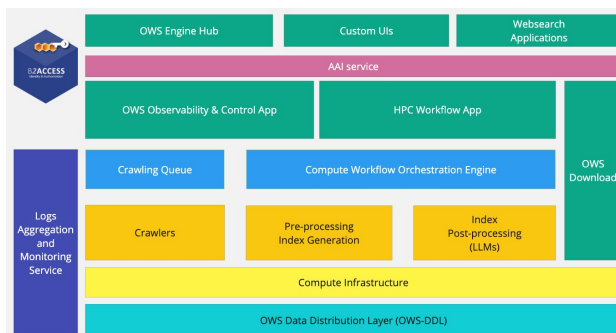 OWS Engine Hub
Custom UIs
Websearch
Applications
B2ACCESS
AAI service
OWS Observability & Control App
HPC Workflow App
OWS
Download
Crawling Queue
Compute Workflow Orchestration Engine
Logs
Aggregation
and
Monitoring
Service
Crawlers
Pre-processing
Index Generation
Index
Post-processing
(LLMs)
Compute Infrastructure
OWS Data Distribution Layer (OWS-DDL)